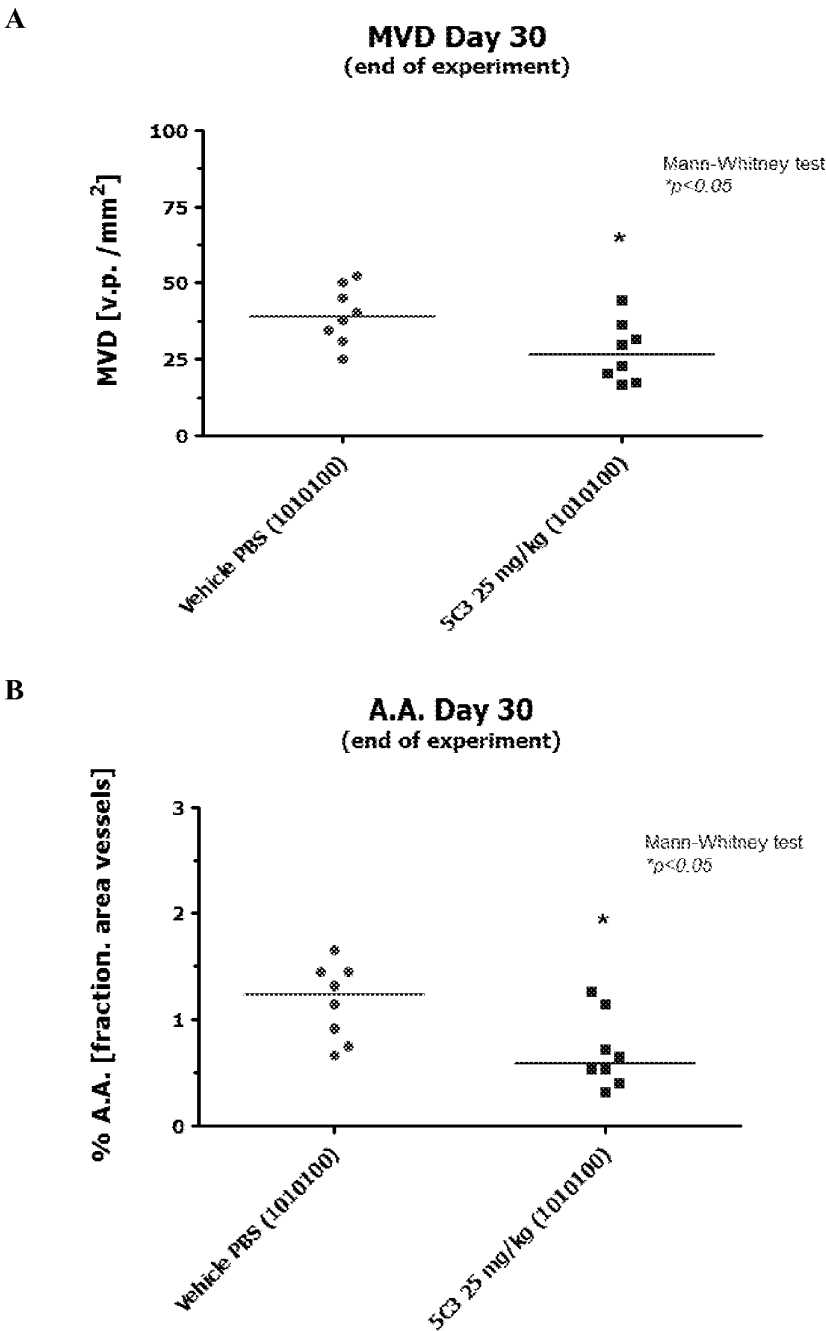 A
MVD Day 30
(end of experiment)
MVD [v.p. /mm²]
100
75
50
25
0
Mann-Whitney test
*p<0.05
*
Vehicle PBS (1010100)
5C3 25 mg/kg (1010100)
B
A.A. Day 30
(end of experiment)
% A.A. [fraction. area vessels]
3
2
1
0
Mann-Whitney test
*p<0.05
*
Vehicle PBS (1010100)
5C3 25 mg/kg (1010100)